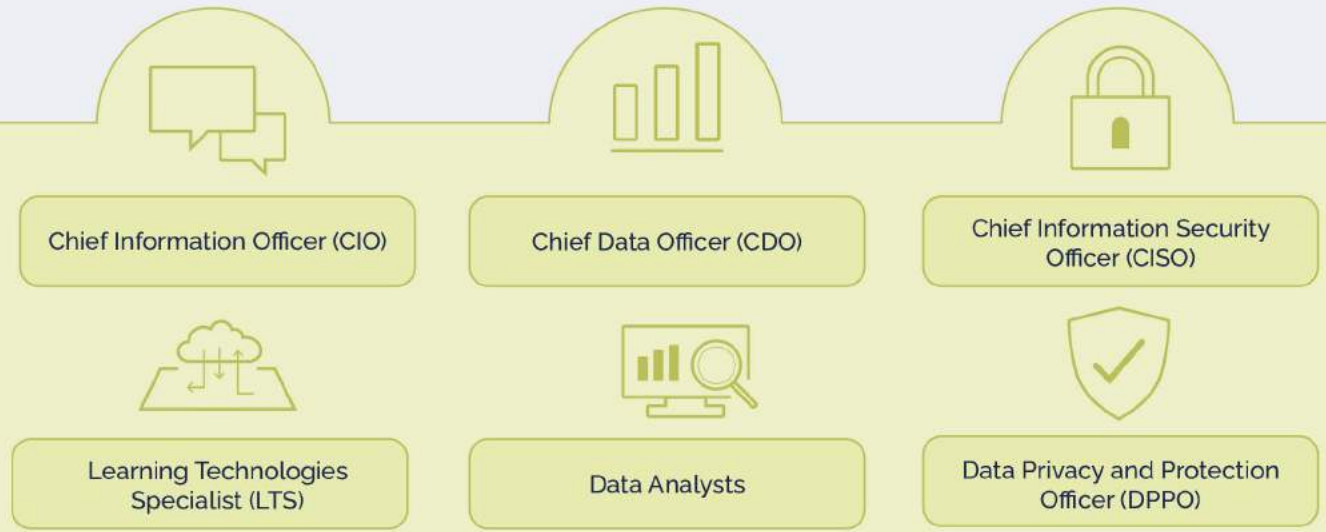 Chief Information Officer (CIO)
Chief Data Officer (CDO)
Chief Information Security
Officer (CISO)
Learning Technologies
Specialist (LTS)
Data Analysts
Data Privacy and Protection
Officer (DPPO)